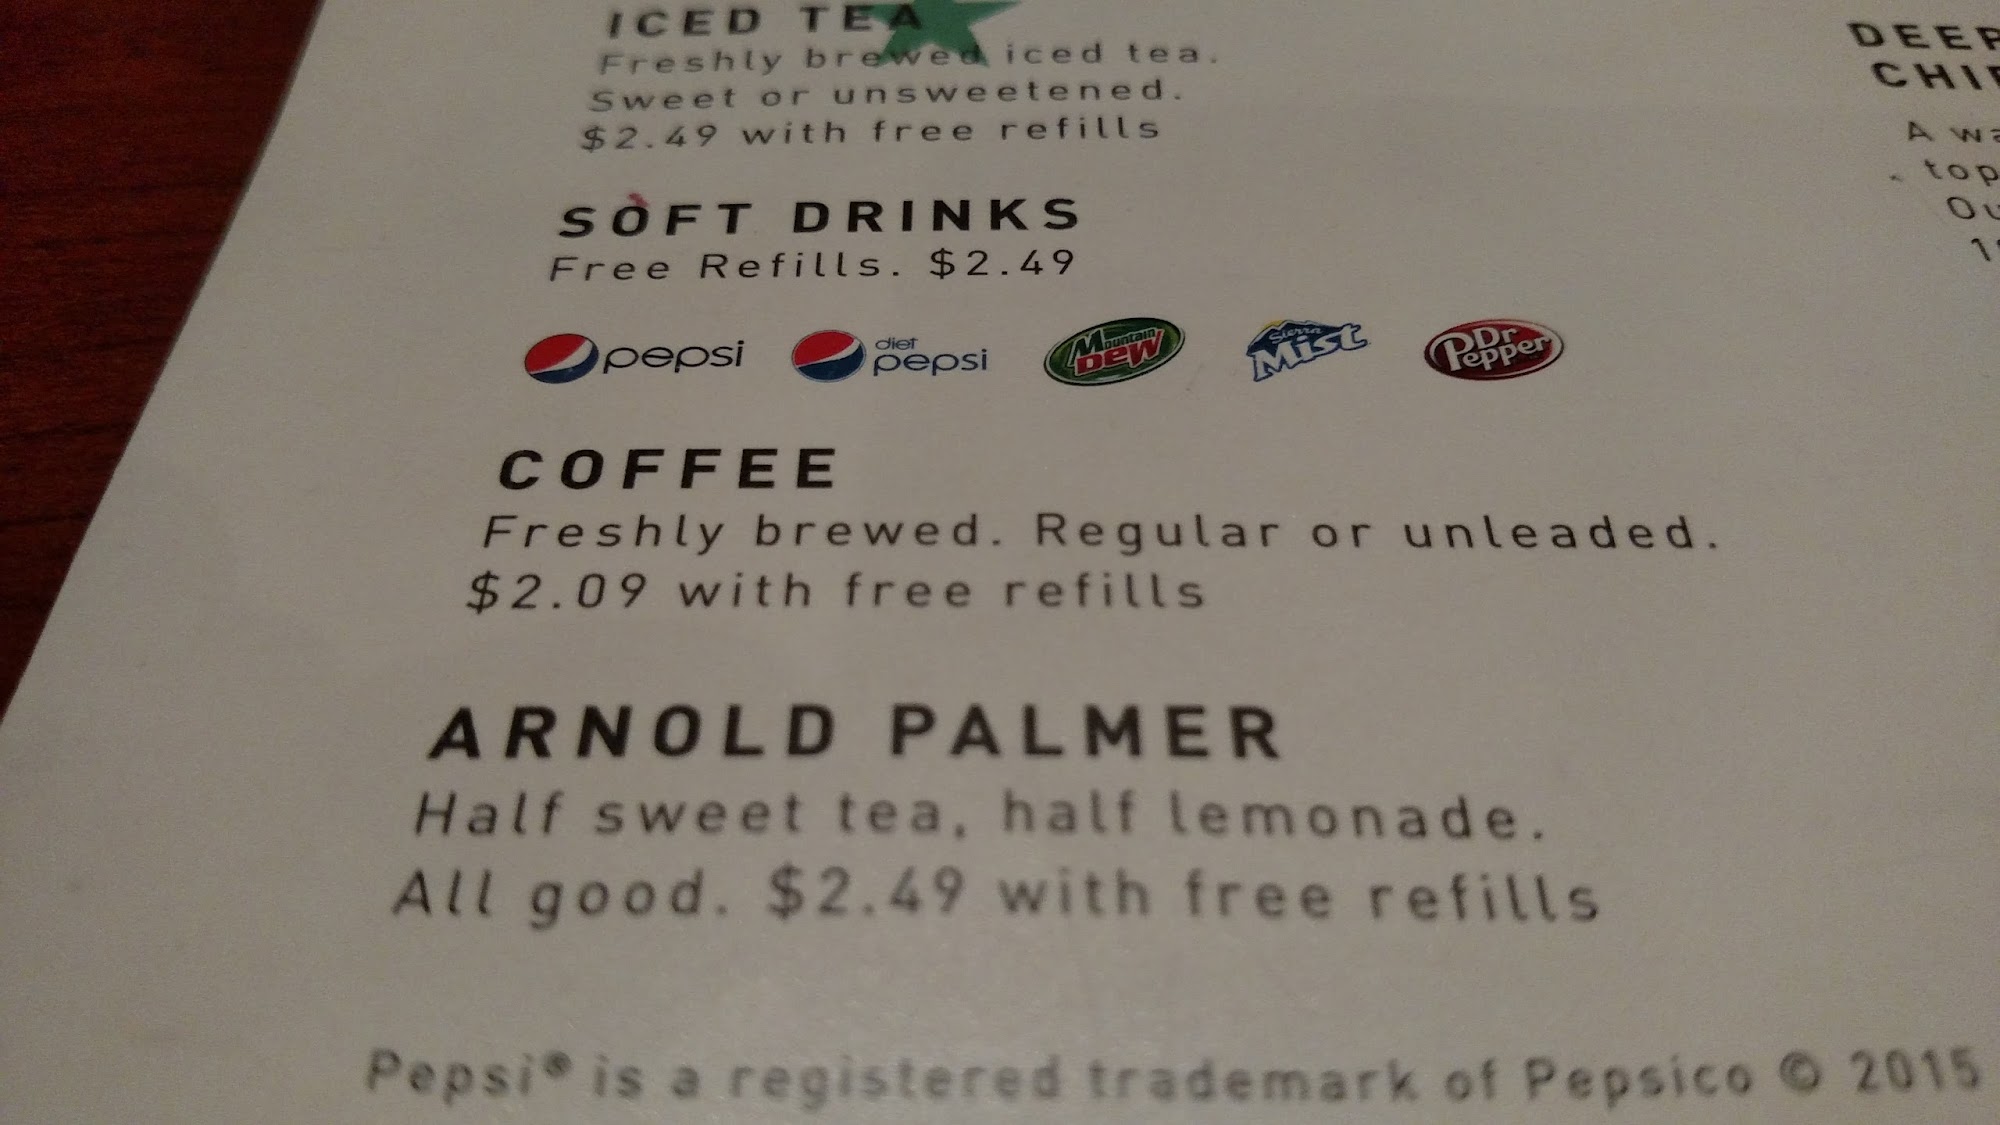 ICED TEA
Freshly brewed iced tea.
Sweet or unsweetened.
$2.49 with free refills
SOFT DRINKS
Free Refills. $2.49
pepsi
diet
pepsi
Mountain
DEW
Sierra
Mist
Dr
Pepper
COFFEE
Freshly brewed. Regular or unleaded.
$2.09 with free refills
ARNOLD PALMER
Half sweet tea, half lemonade.
All good. $2.49 with free refills
Pepsi® is a registered trademark of Pepsico © 2015
DEEP
A
top